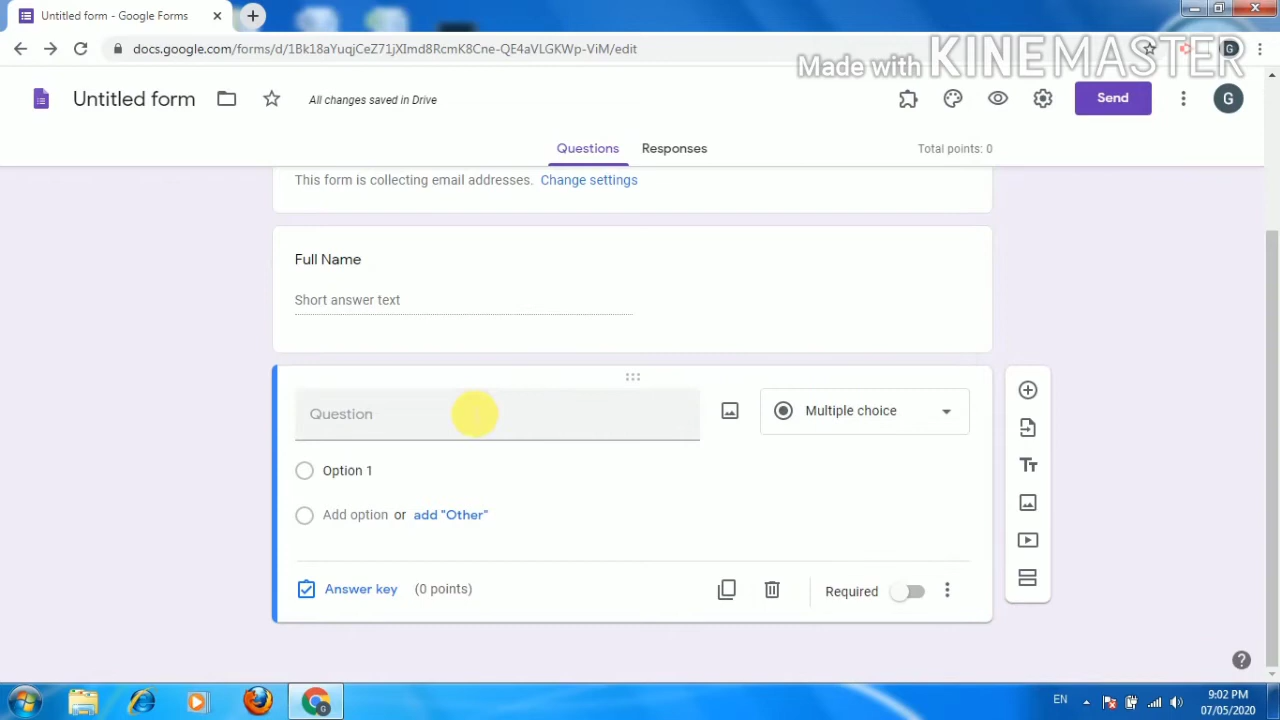 Untitled form - Google Forms
docs.google.com/forms/d/1Bk18aYuqjCeZ71jXImd8RcmK8Cne-QE4aVLGKWp-ViM/edit
G
Made with KINEMASTER
Untitled form
All changes saved in Drive
Send
G
Questions
Responses
Total points: 0
This form is collecting email addresses. Change settings
Full Name
Short answer text
Question
Multiple choice
Option 1
Add option or add "Other"
Answer key (0 points)
Required
EN
9:02 PM
07/05/2020